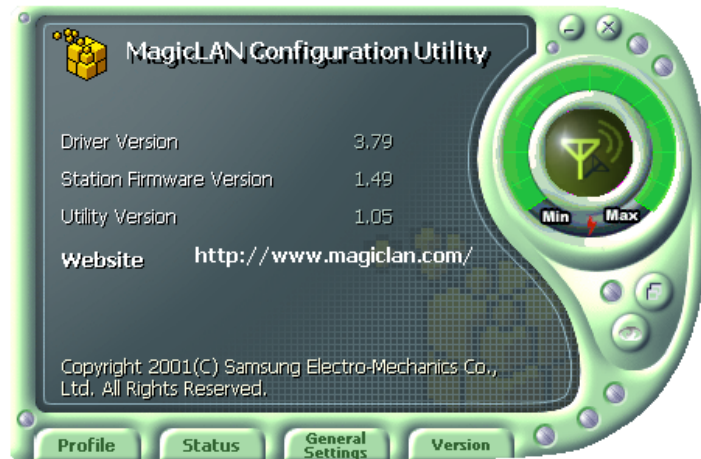 MagicLAN Configuration Utility
Driver Version 3.79
Station Firmware Version 1.49
Utility Version 1.05
Website http://www.magiclan.com/
Min Max
Copyright 2001(C) Samsung Electro-Mechanics Co.,
Ltd. All Rights Reserved.
Profile
Status
General
Settings
Version